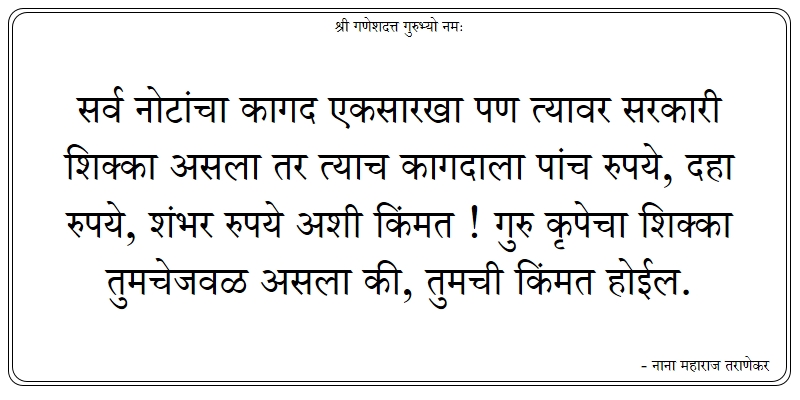 श्री गणेशदत्त गुरुभ्यो नमः
सर्व नोटांचा कागद एकसारखा पण त्यावर सरकारी
शिक्का असला तर त्याच कागदाला पांच रुपये, दहा
रुपये, शंभर रुपये अशी किंमत ! गुरु कृपेचा शिक्का
तुमचेजवळ असला की, तुमची किंमत होईल.
- नाना महाराज तराणेकर